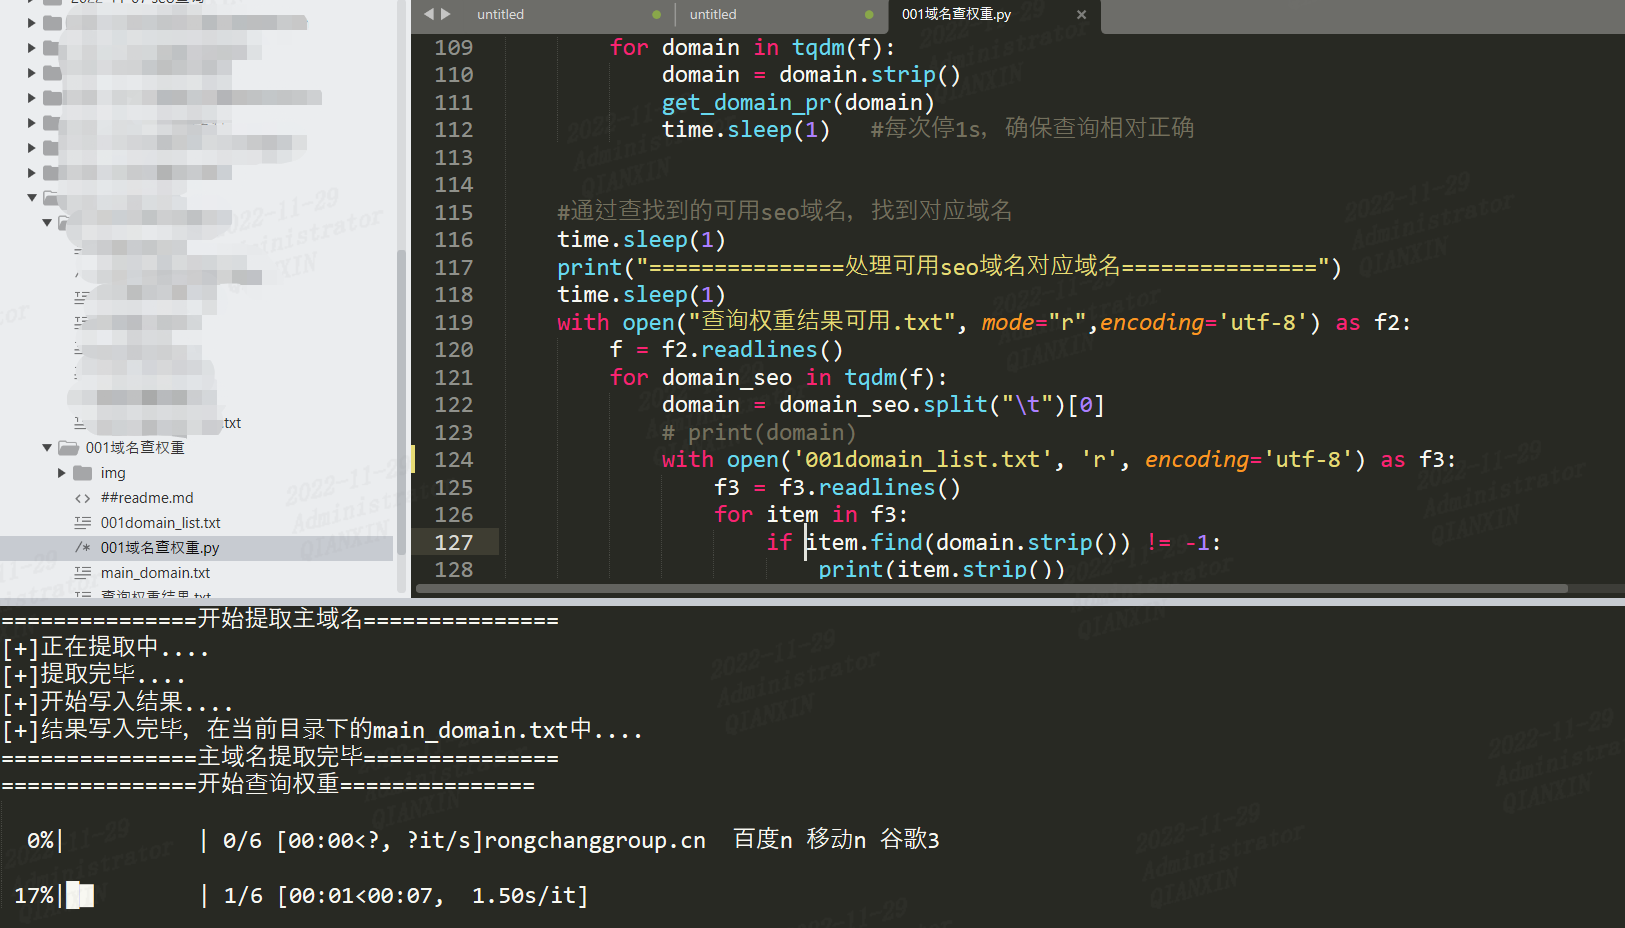 untitled
untitled
001域名查权重.py
.txt
001域名查权重
img
##readme.md
001domain_list.txt
001域名查权重.py
main_domain.txt
查询权重结果.txt
109 for domain in tqdm(f):
110 domain = domain.strip()
111 get_domain_pr(domain)
112 time.sleep(1) #每次停1s, 确保查询相对正确
113
114
115 #通过查找到的可用seo域名, 找到对应域名
116 time.sleep(1)
117 print("===============处理可用seo域名对应域名===============")
118 time.sleep(1)
119 with open("查询权重结果可用.txt", mode="r",encoding='utf-8') as f2:
120 f = f2.readlines()
121 for domain_seo in tqdm(f):
122 domain = domain_seo.split("\t")[0]
123 # print(domain)
124 with open('001domain_list.txt', 'r', encoding='utf-8') as f3:
125 f3 = f3.readlines()
126 for item in f3:
127 if item.find(domain.strip()) != -1:
128 print(item.strip())
===============开始提取主域名===============
[+]正在提取中....
[+]提取完毕....
[+]开始写入结果....
[+]结果写入完毕, 在当前目录下的main_domain.txt中....
===============主域名提取完毕===============
===============开始查询权重===============
0%| | 0/6 [00:00<?, ?it/s]rongchanggroup.cn 百度n 移动n 谷歌3
17%|█ | 1/6 [00:01<00:07, 1.50s/it]
2022-11-29
Administrator
QIANXIN